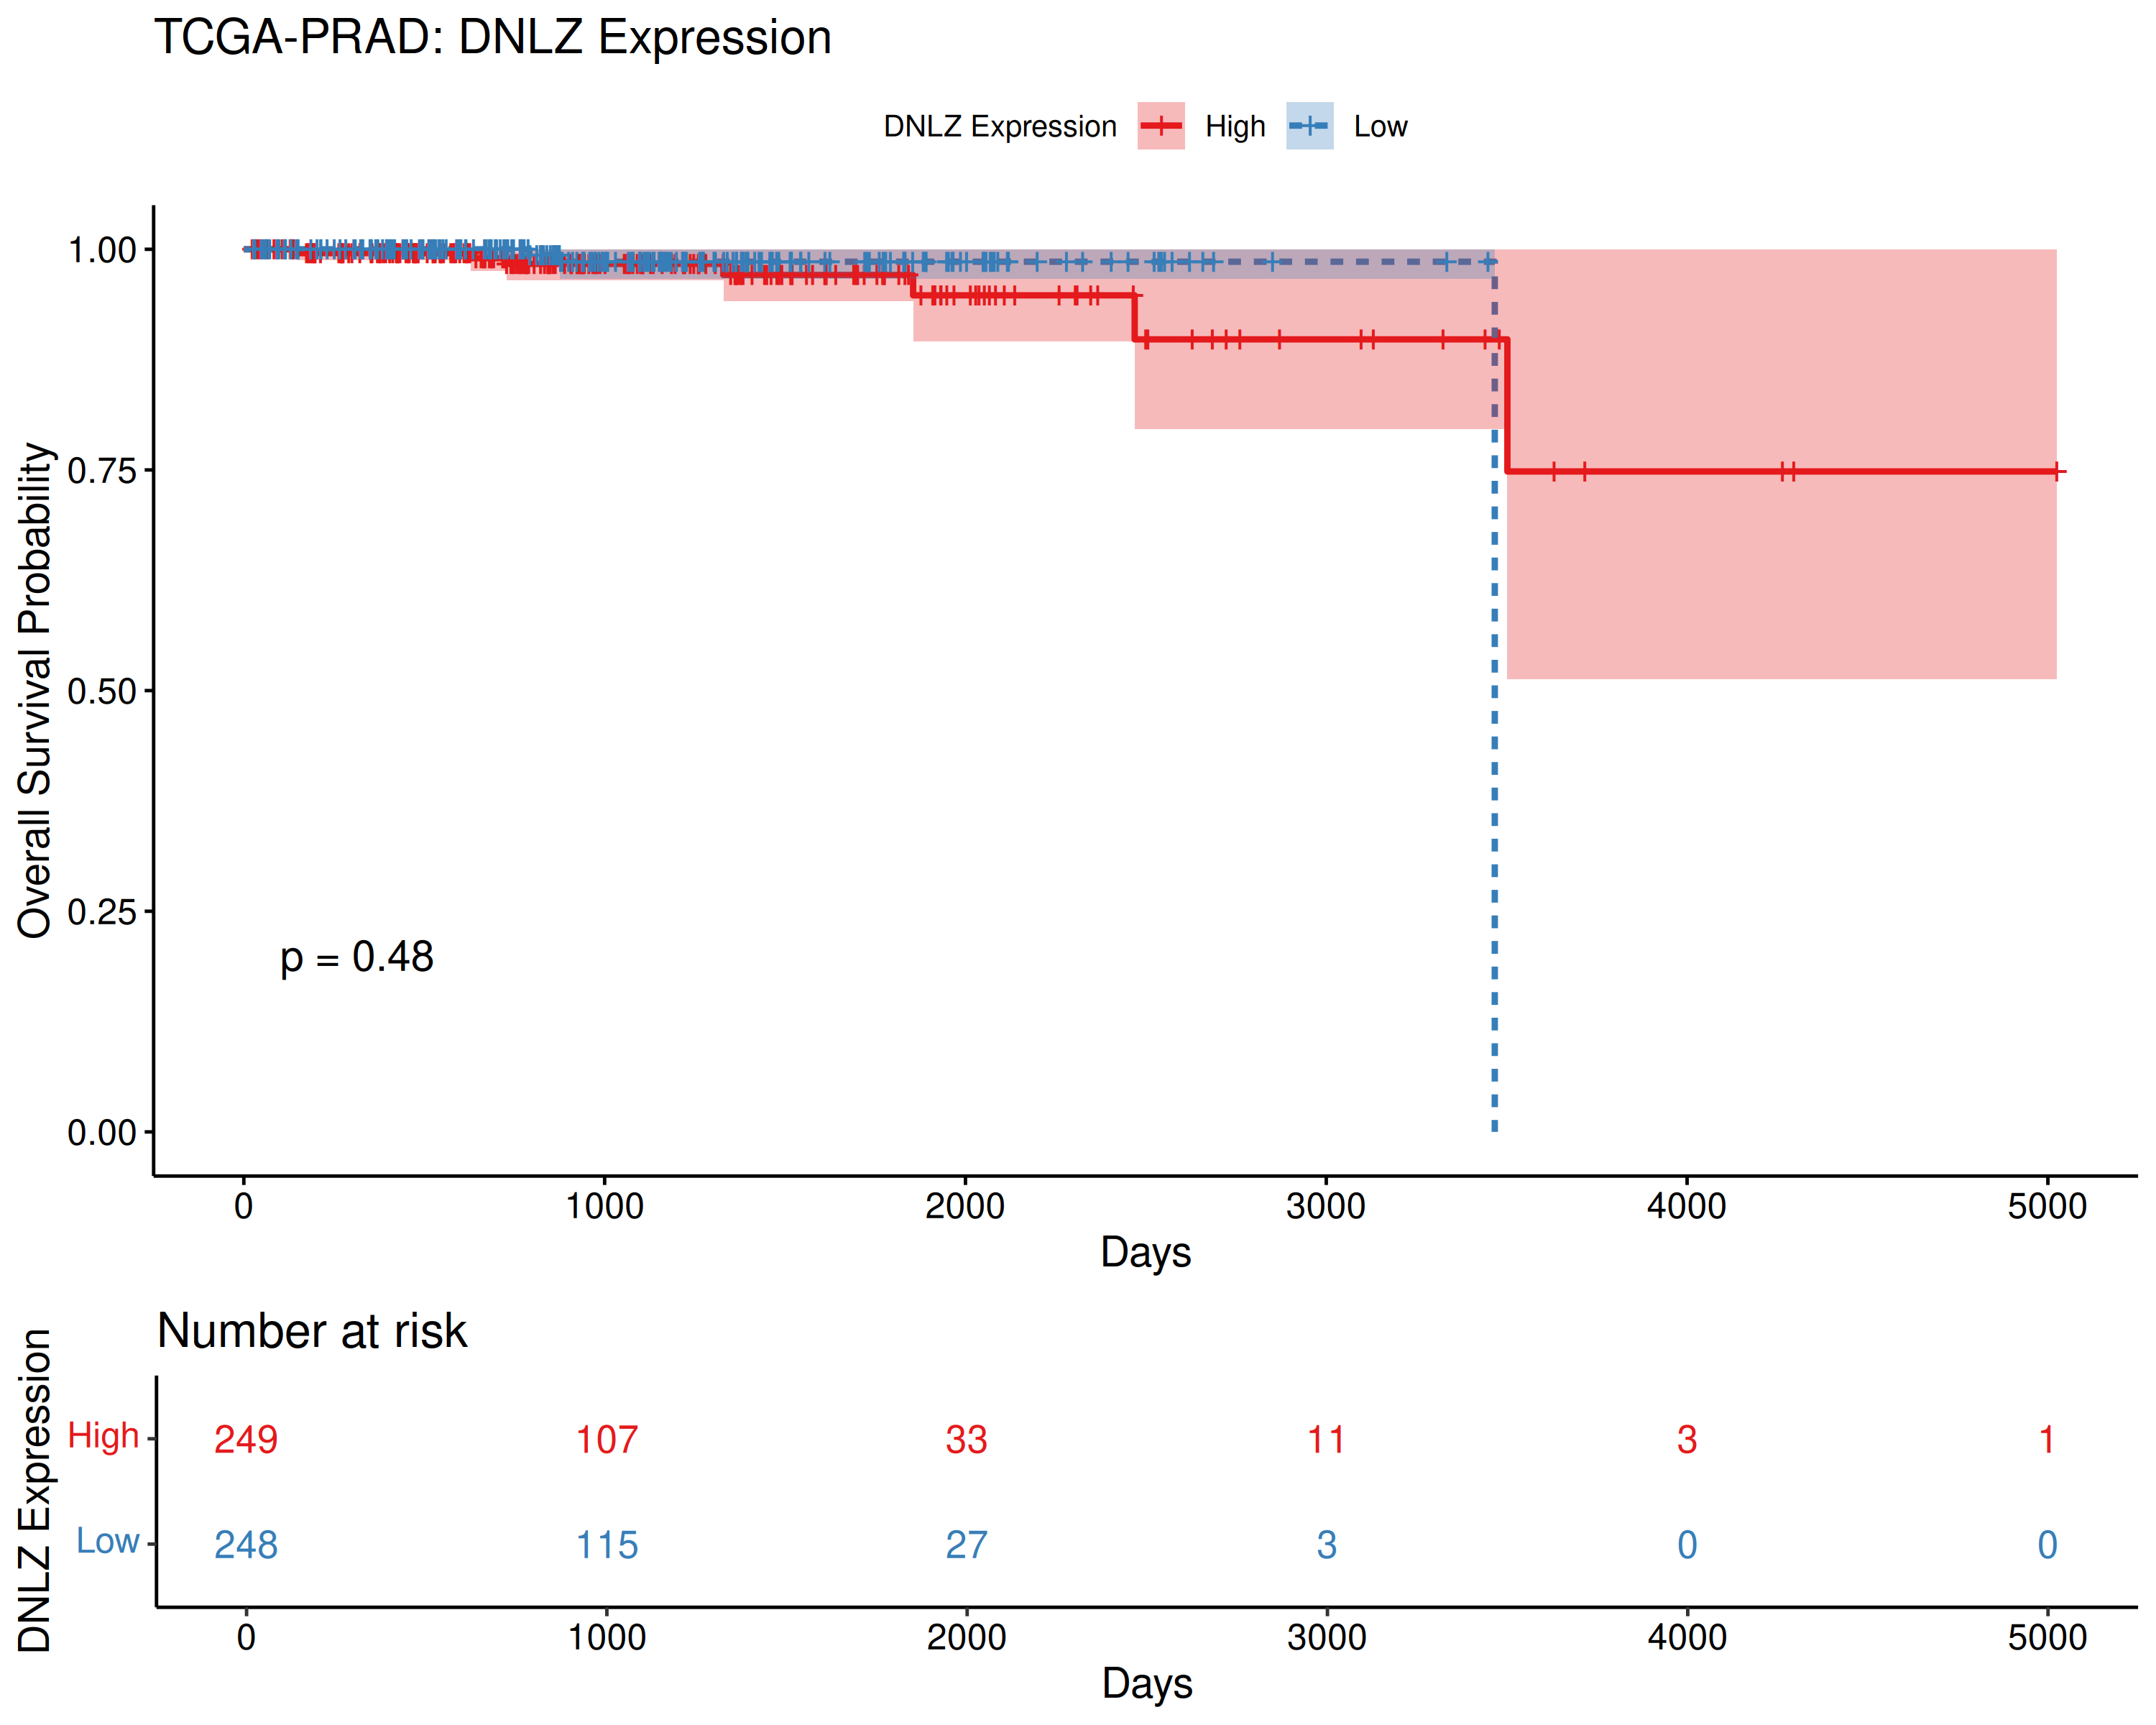 TCGA-PRAD: DNLZ Expression
DNLZ Expression High Low
Overall Survival Probability
1.00
0.75
0.50
0.25
0.00
p = 0.48
0 1000 2000 3000 4000 5000
Days
Number at risk
DNLZ Expression
High 249 107 33 11 3 1
Low 248 115 27 3 0 0
0 1000 2000 3000 4000 5000
Days